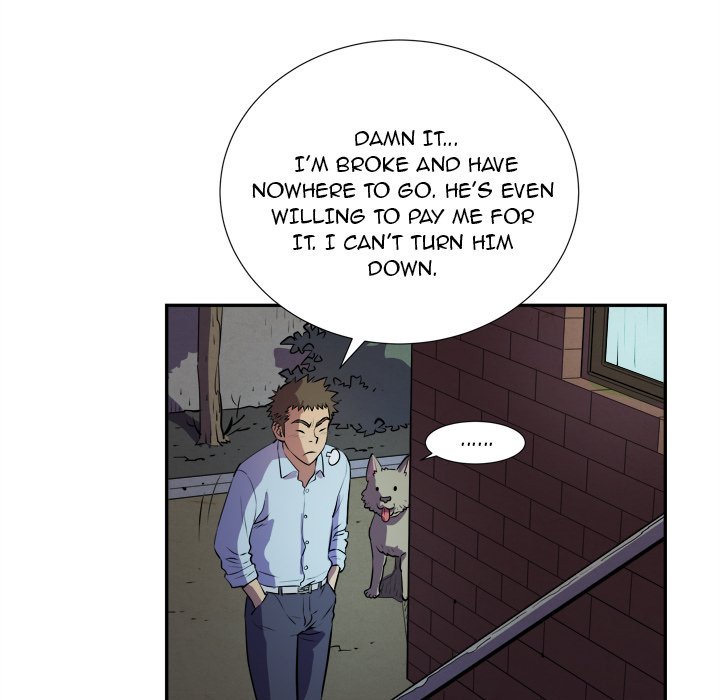 DAMN IT...
I'M BROKE AND HAVE
NOWHERE TO GO. HE'S EVEN
WILLING TO PAY ME FOR
IT. I CAN'T TURN HIM
DOWN.
......